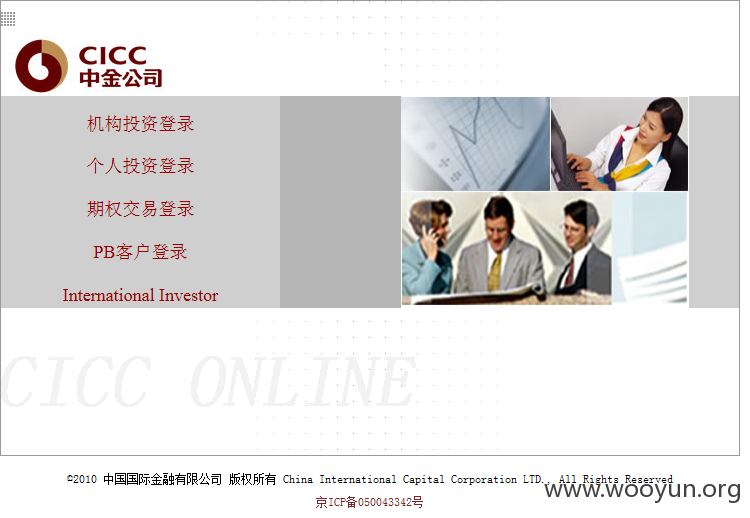 CICC
中金公司
机构投资登录
个人投资登录
期权交易登录
PB客户登录
International Investor
CICC ONLINE
©2010 中国国际金融有限公司 版权所有 China International Capital Corporation LTD., All Rights Reserved
京ICP备050043342号
www.wooyun.org